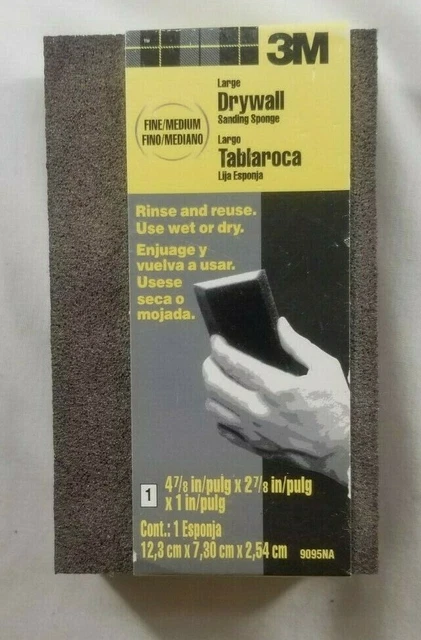 3M
Large
Drywall
Sanding Sponge
FINE/MEDIUM
FINO/MEDIANO
Largo
Tablaroca
Lija Esponja
Rinse and reuse.
Use wet or dry.
Enjuage y
vuelva a usar.
Usese
seca o
mojada.
1
4 7/8 in/pulg x 2 7/8 in/pulg
x 1 in/pulg
Cont.: 1 Esponja
12,3 cm x 7,30 cm x 2,54 cm
9095NA